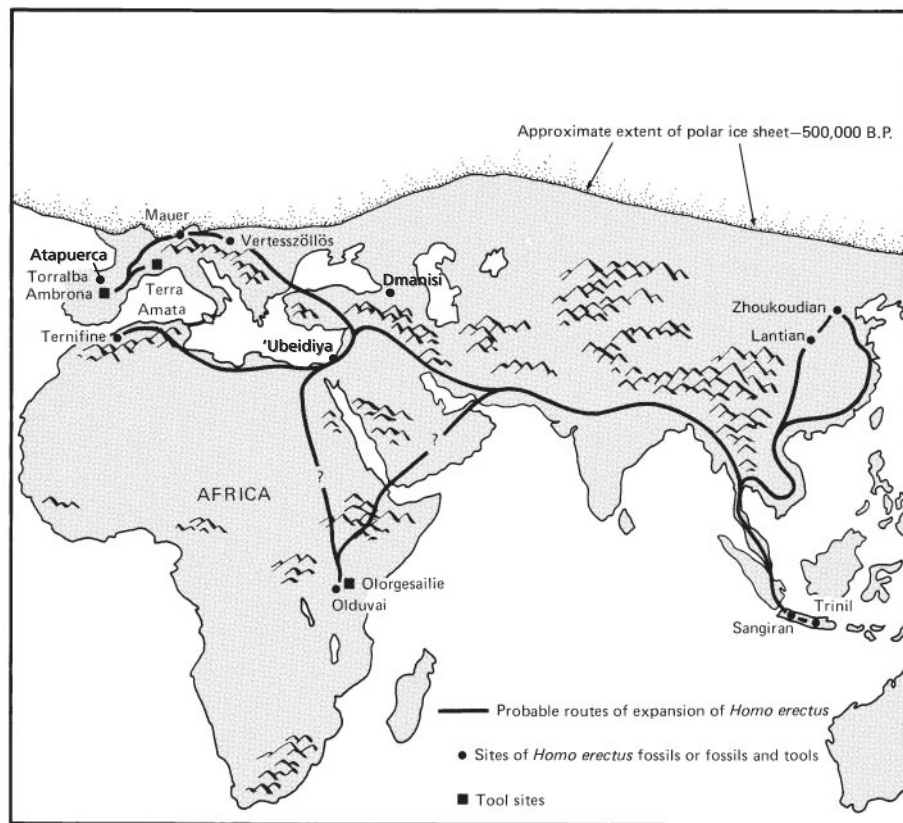 Approximate extent of polar ice sheet—500,000 B.P.
Mauer
Vertesszöllös
Atapuerca
Torralba
Ambrona
Terra
Amata
Dmanisi
Zhoukoudian
Lantian
Ternifine
'Ubeidiya
?
?
AFRICA
Olorgesailie
Olduvai
Trinil
Sangiran
Probable routes of expansion of Homo erectus
Sites of Homo erectus fossils or fossils and tools
Tool sites